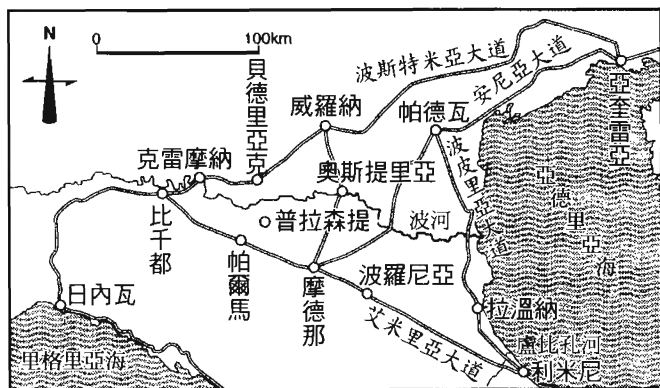 N
0
100km
貝德里亞克
波斯特米亞大道
安尼亞大道
亞奎雷亞
威羅納
帕德瓦
克雷摩納
奧斯提里亞
波皮里亞大道
亞德里亞海
比千都
普拉森提
波河
帕爾馬
日內瓦
摩德那
波羅尼亞
拉溫納
艾米里亞大道
盧比孔河
利米尼
里格里亞海